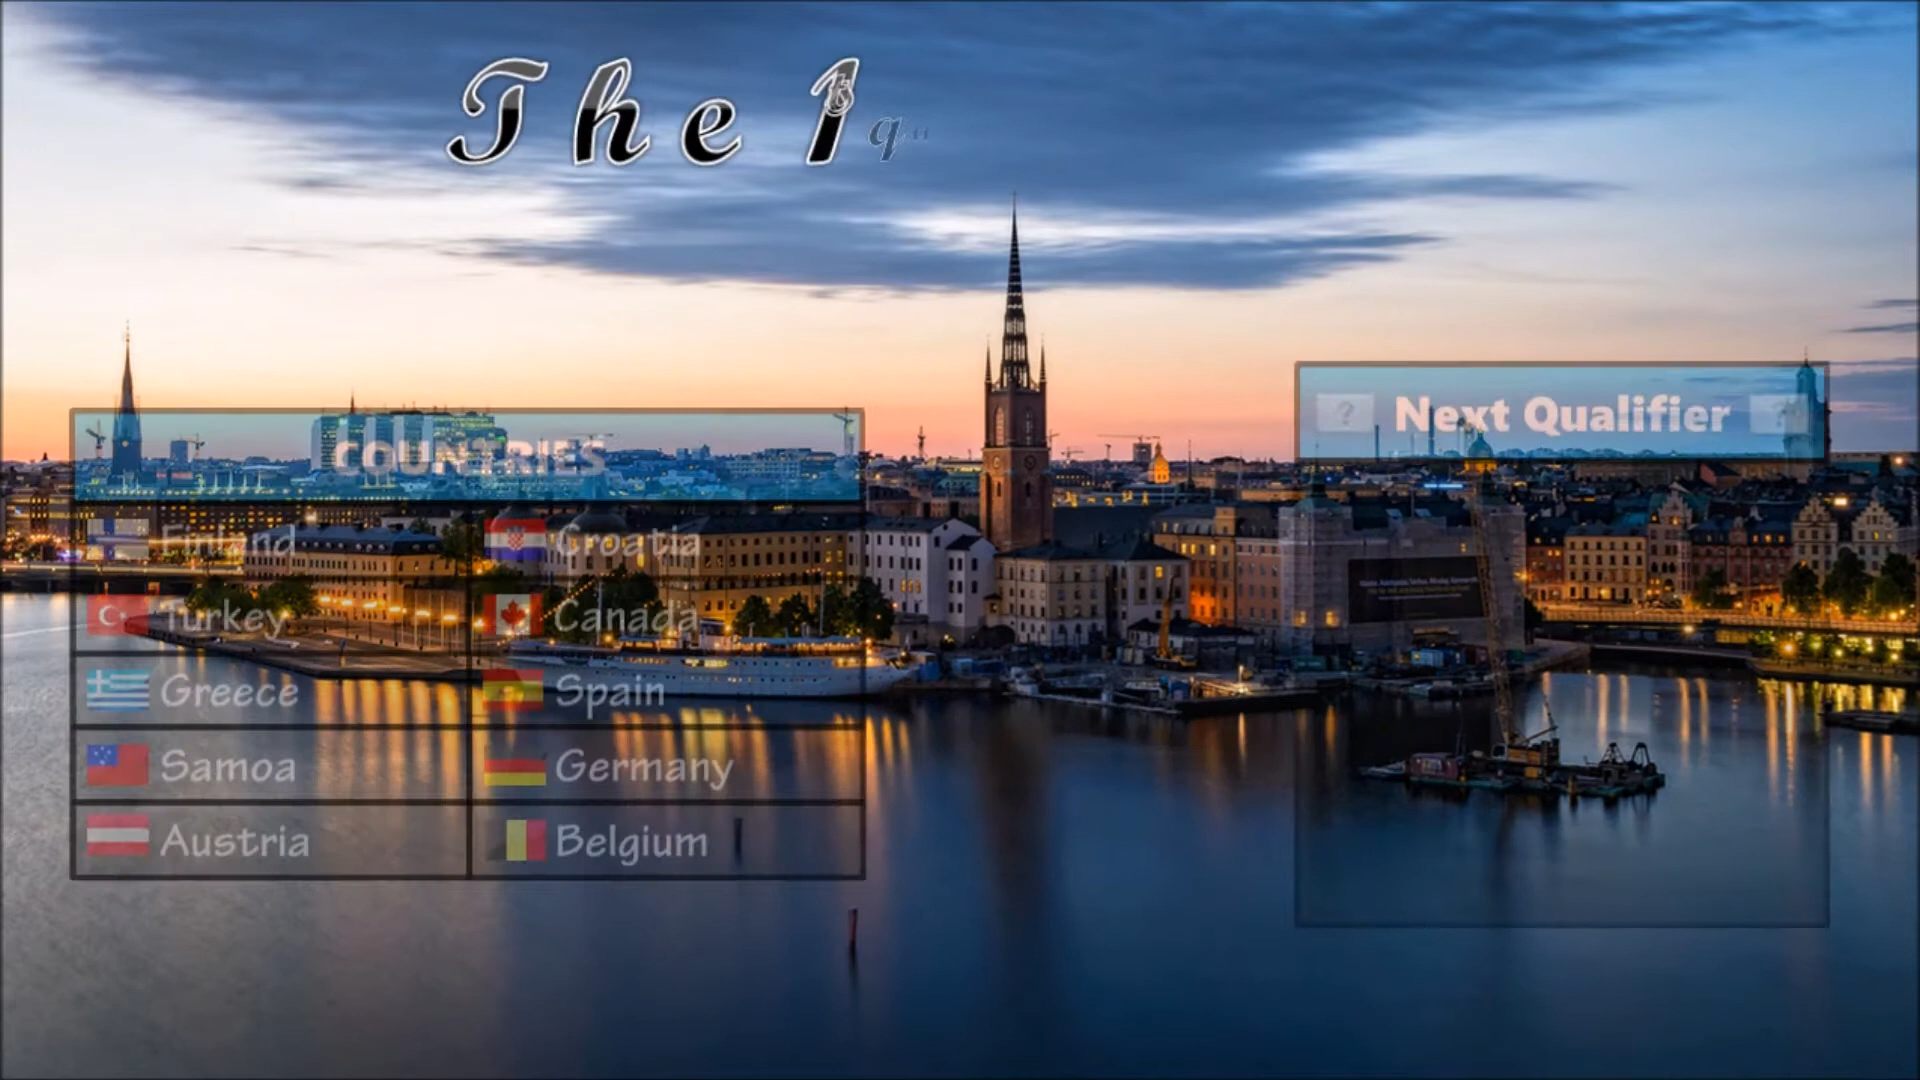 The 1
COUNTRIES
Finland Croatia
Turkey Canada
Greece Spain
Samoa Germany
Austria Belgium
? Next Qualifier ?